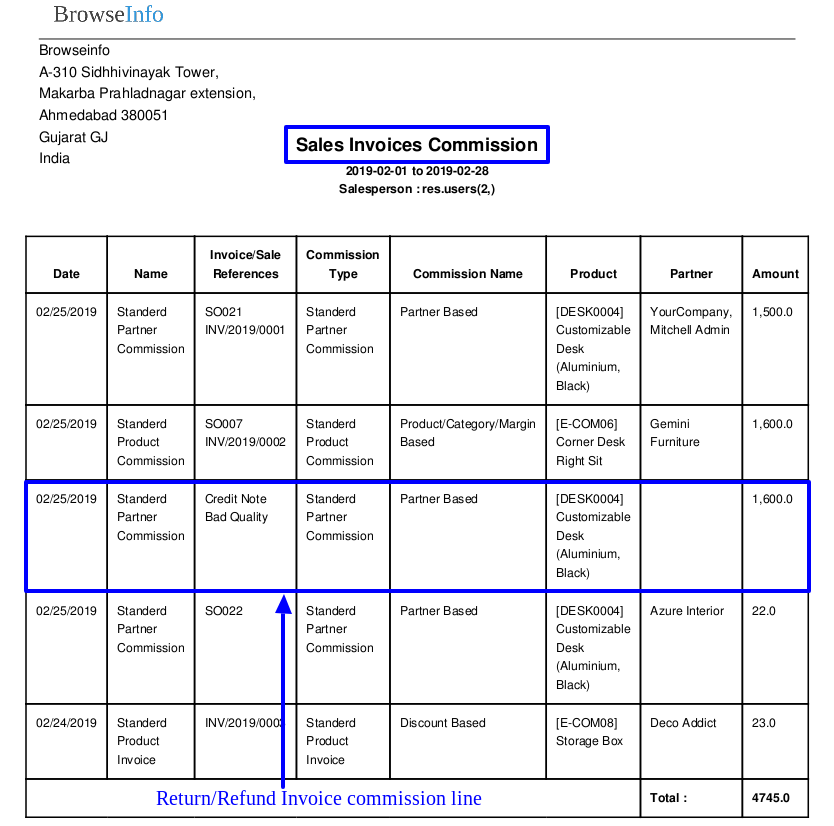 BrowseInfo
Browseinfo
A-310 Sidhhivinayak Tower,
Makarba Prahladnagar extension,
Ahmedabad 380051
Gujarat GJ
India
Sales Invoices Commission
2019-02-01 to 2019-02-28
Salesperson : res.users(2,)
Date Name Invoice/Sale References Commission Type Commission Name Product Partner Amount
02/25/2019 Standerd SO021 Standerd Partner Based [DESK0004] YourCompany, 1,500.0
Partner INV/2019/0001 Partner Customizable Mitchell Admin
Commission Commission Desk
(Aluminium,
Black)
02/25/2019 Standerd SO007 Standerd Product/Category/Margin [E-COM06] Gemini 1,600.0
Product INV/2019/0002 Product Based Corner Desk Furniture
Commission Commission Right Sit
02/25/2019 Standerd Credit Note Standerd Partner Based [DESK0004] 1,600.0
Partner Bad Quality Partner Customizable
Commission Commission Desk
(Aluminium,
Black)
02/25/2019 Standerd SO022 Standerd Partner Based [DESK0004] Azure Interior 22.0
Partner Partner Customizable
Commission Commission Desk
(Aluminium,
Black)
02/24/2019 Standerd INV/2019/0003 Standerd Discount Based [E-COM08] Deco Addict 23.0
Product Product Storage Box
Invoice Invoice
Return/Refund Invoice commission line Total : 4745.0